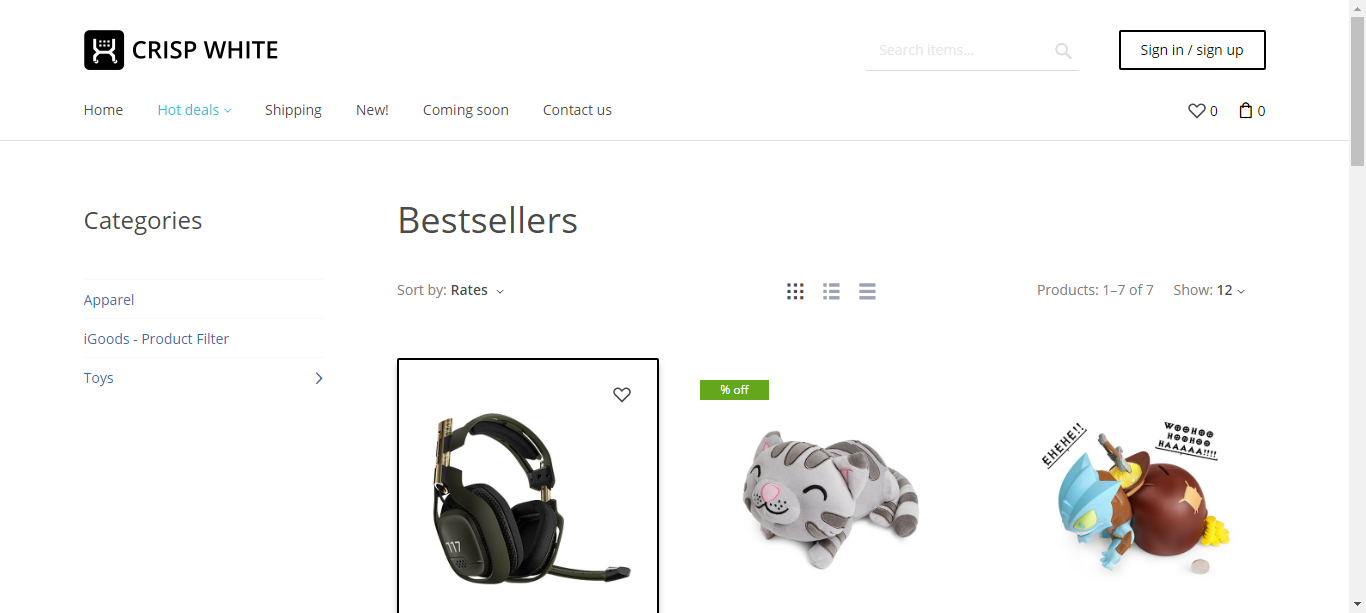 CRISP WHITE
Search items...
Sign in / sign up
Home
Hot deals
Shipping
New!
Coming soon
Contact us
0
0
Categories
Apparel
iGoods - Product Filter
Toys
Bestsellers
Sort by: Rates
Products: 1–7 of 7
Show: 12
717
% off
EHEHE!!
WOOHOO
HOOHOO
HAAAAA!!!!